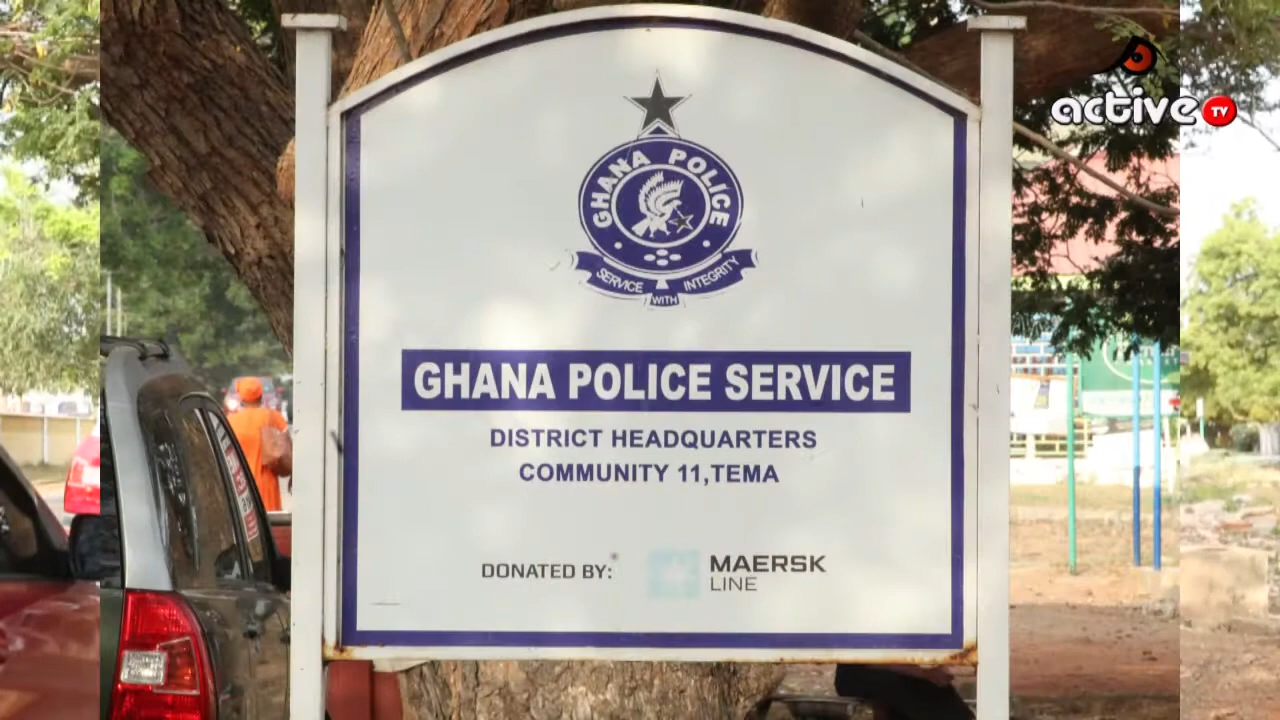 active TV
GHANA POLICE
SERVICE WITH INTEGRITY
GHANA POLICE SERVICE
DISTRICT HEADQUARTERS
COMMUNITY 11,TEMA
DONATED BY:
MAERSK
LINE